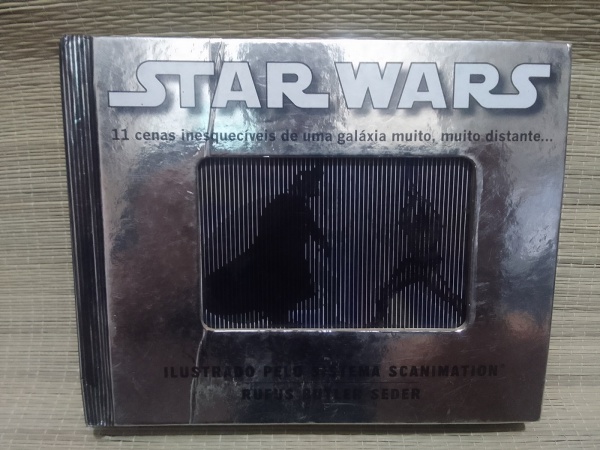 STAR WARS
11 cenas inesquecíveis de uma galáxia muito, muito distante...
ILUSTRADO PELO SISTEMA SCANIMATION®
RUFUS BUTLER SEDER